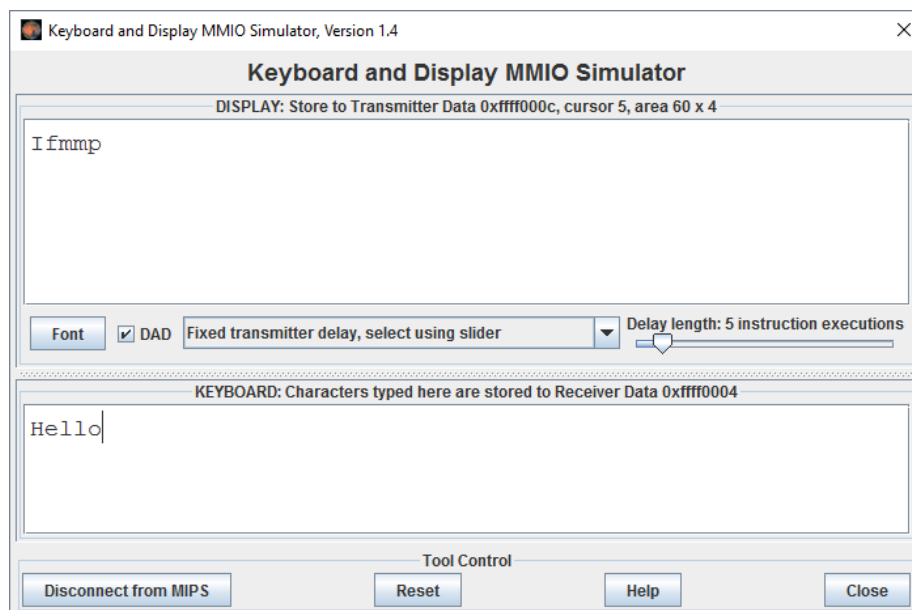 Keyboard and Display MMIO Simulator, Version 1.4
Keyboard and Display MMIO Simulator
DISPLAY: Store to Transmitter Data 0xffff000c, cursor 5, area 60 x 4
Ifmmp
Font DAD Fixed transmitter delay, select using slider Delay length: 5 instruction executions
KEYBOARD: Characters typed here are stored to Receiver Data 0xffff0004
Hello
Tool Control
Disconnect from MIPS Reset Help Close